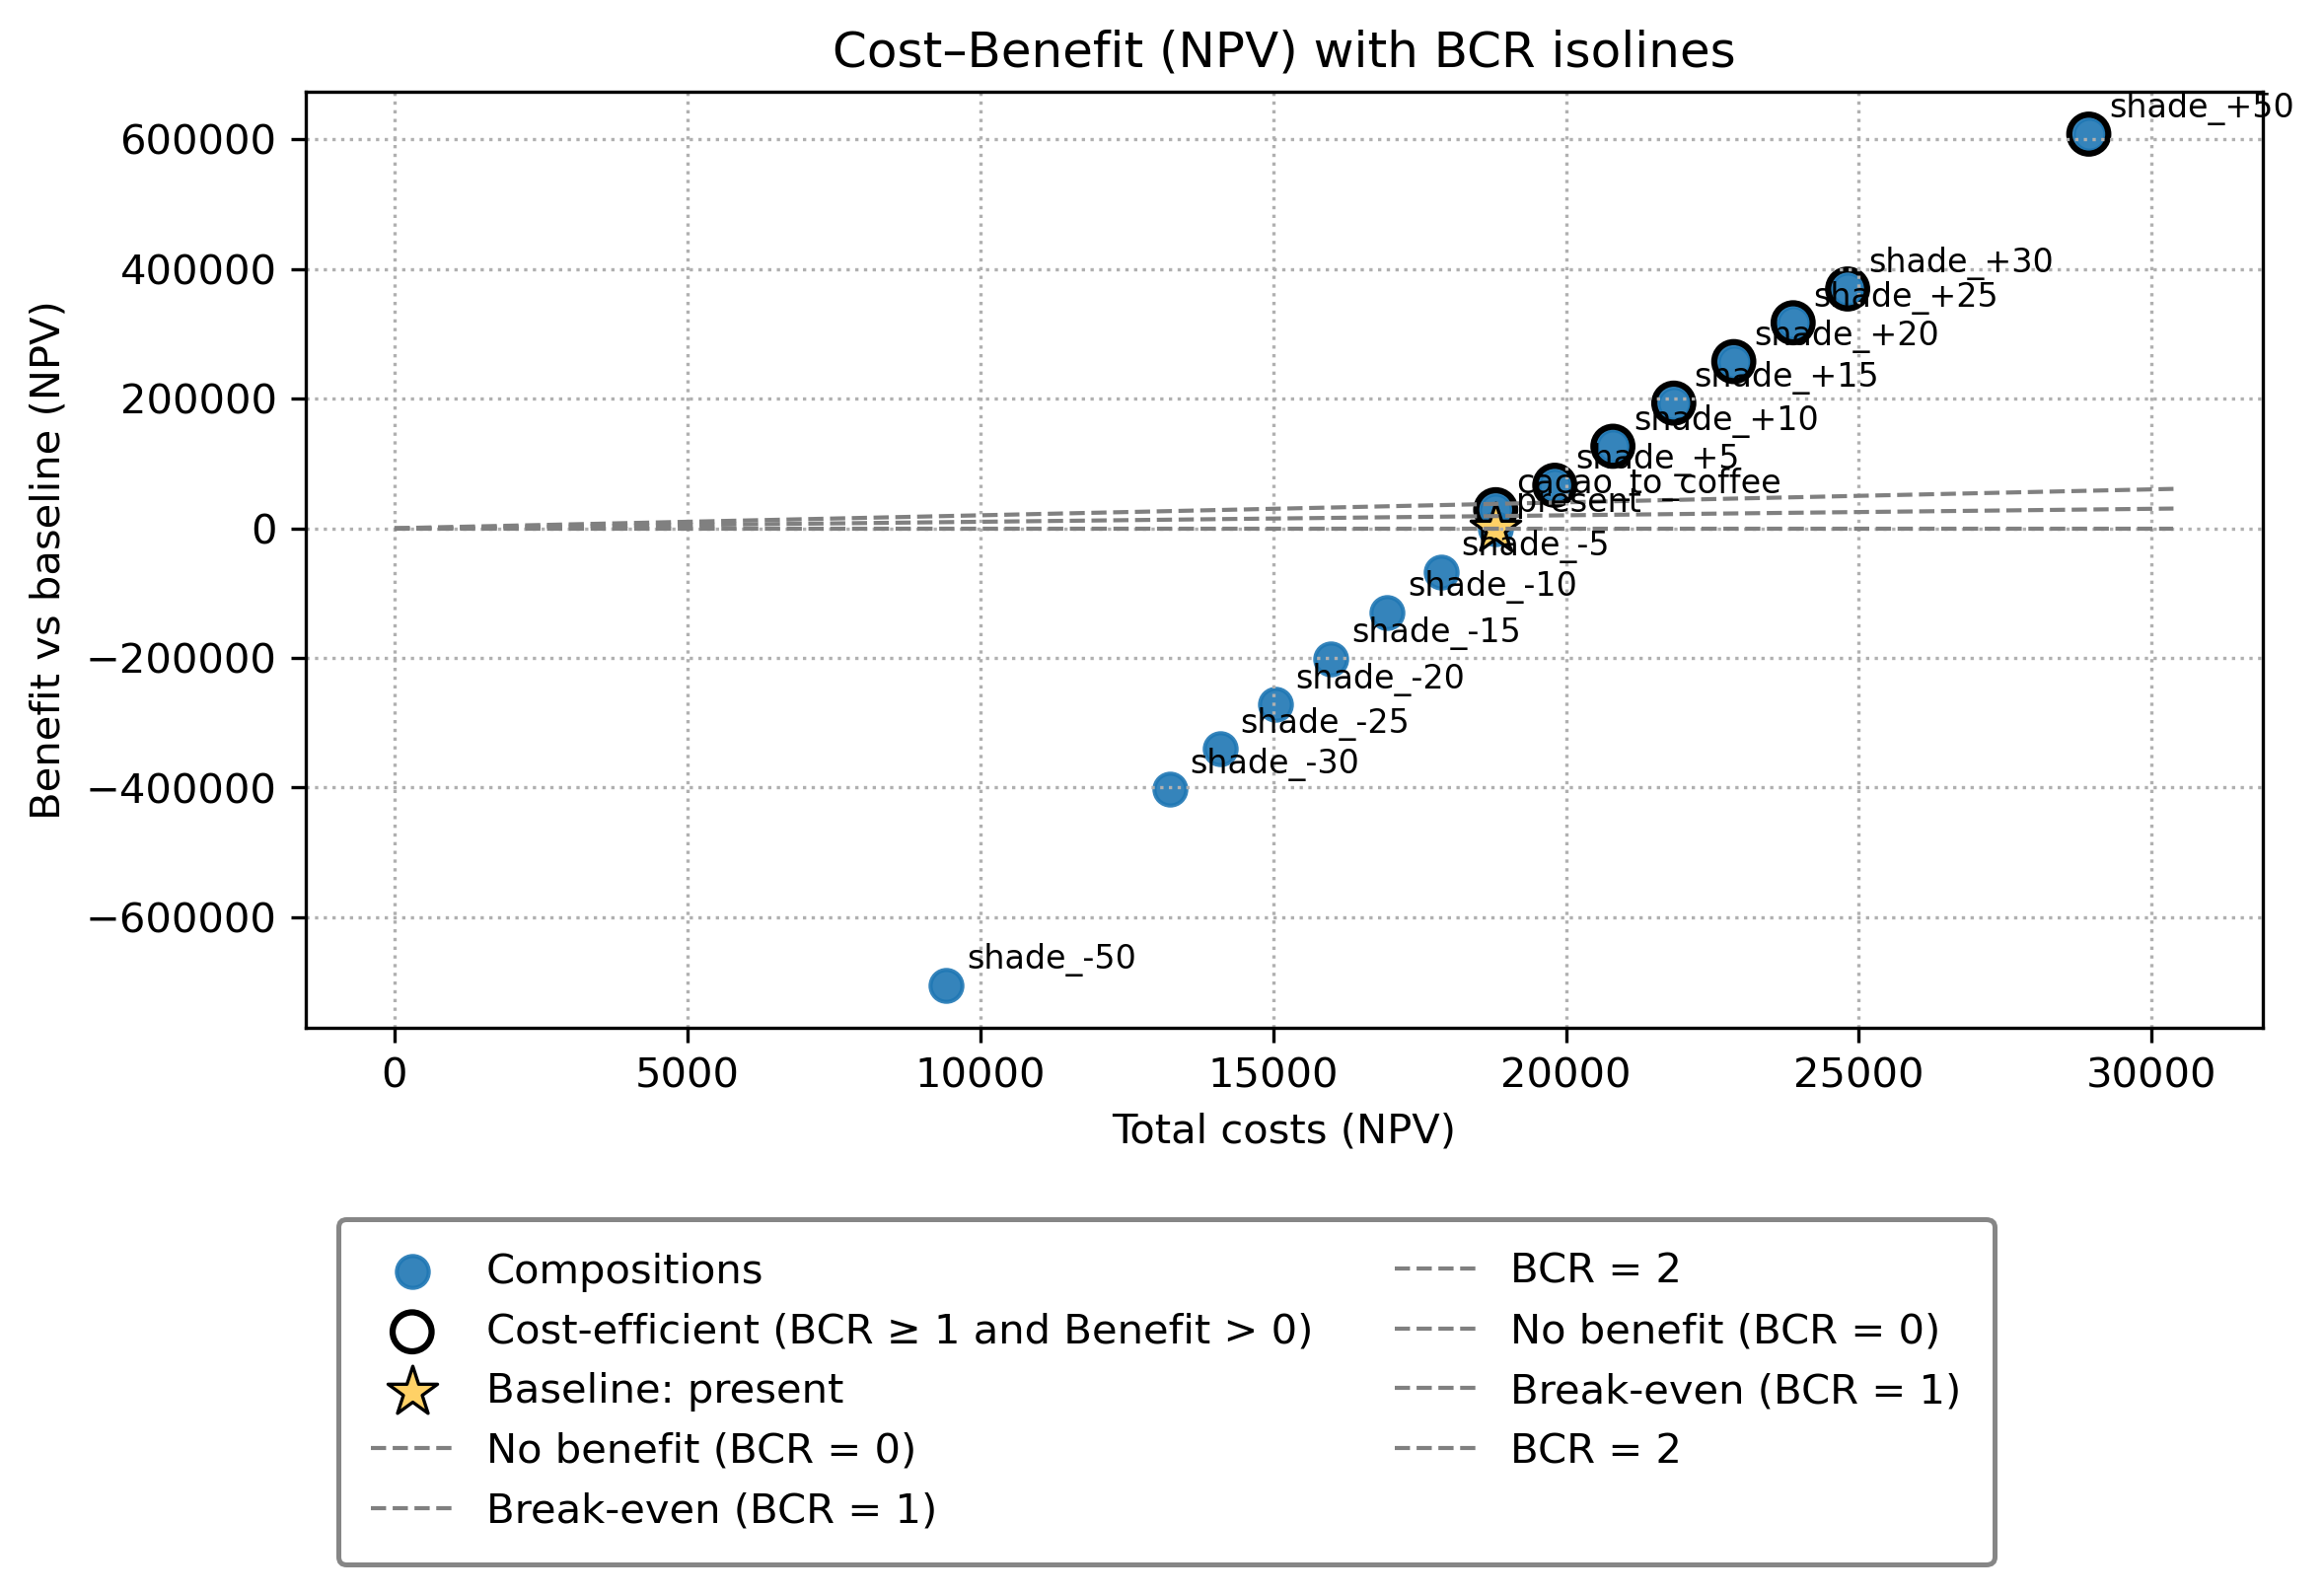 Cost–Benefit (NPV) with BCR isolines
Benefit vs baseline (NPV)
600000
400000
200000
0
−200000
−400000
−600000
shade_+50
shade_+30
shade_+25
shade_+20
shade_+15
shade_+10
shade_+5
cacao_to_coffee
present
shade_-5
shade_-10
shade_-15
shade_-20
shade_-25
shade_-30
shade_-50
0 5000 10000 15000 20000 25000 30000
Total costs (NPV)
Compositions
Cost-efficient (BCR ≥ 1 and Benefit > 0)
Baseline: present
No benefit (BCR = 0)
Break-even (BCR = 1)
BCR = 2
No benefit (BCR = 0)
Break-even (BCR = 1)
BCR = 2